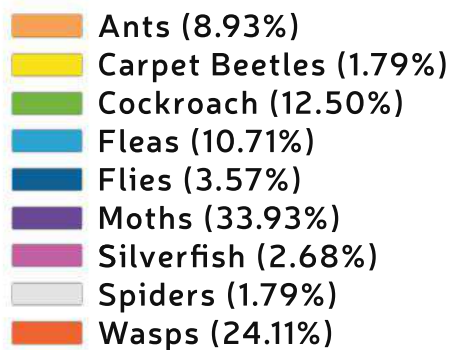 Ants (8.93%)
Carpet Beetles (1.79%)
Cockroach (12.50%)
Fleas (10.71%)
Flies (3.57%)
Moths (33.93%)
Silverfish (2.68%)
Spiders (1.79%)
Wasps (24.11%)